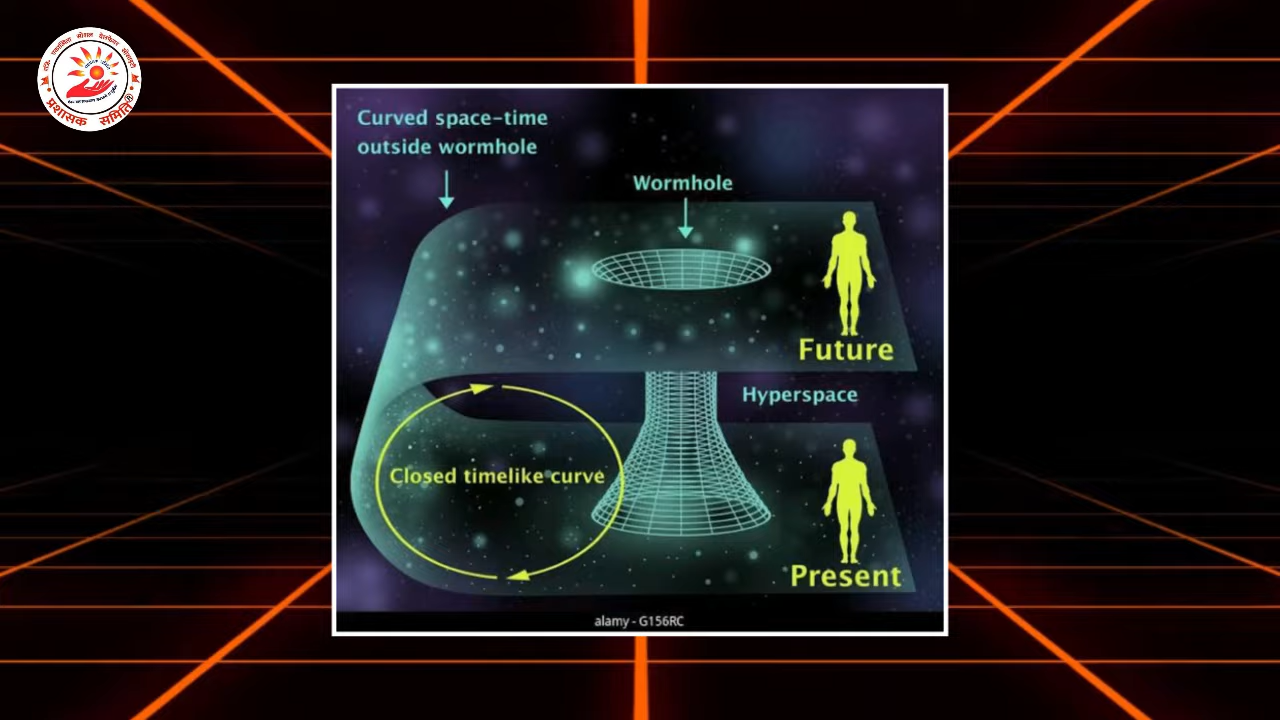 प्रशासक समिति®
Curved space-time
outside wormhole
Wormhole
Future
Hyperspace
Closed timelike curve
Present
alamy - G156RC